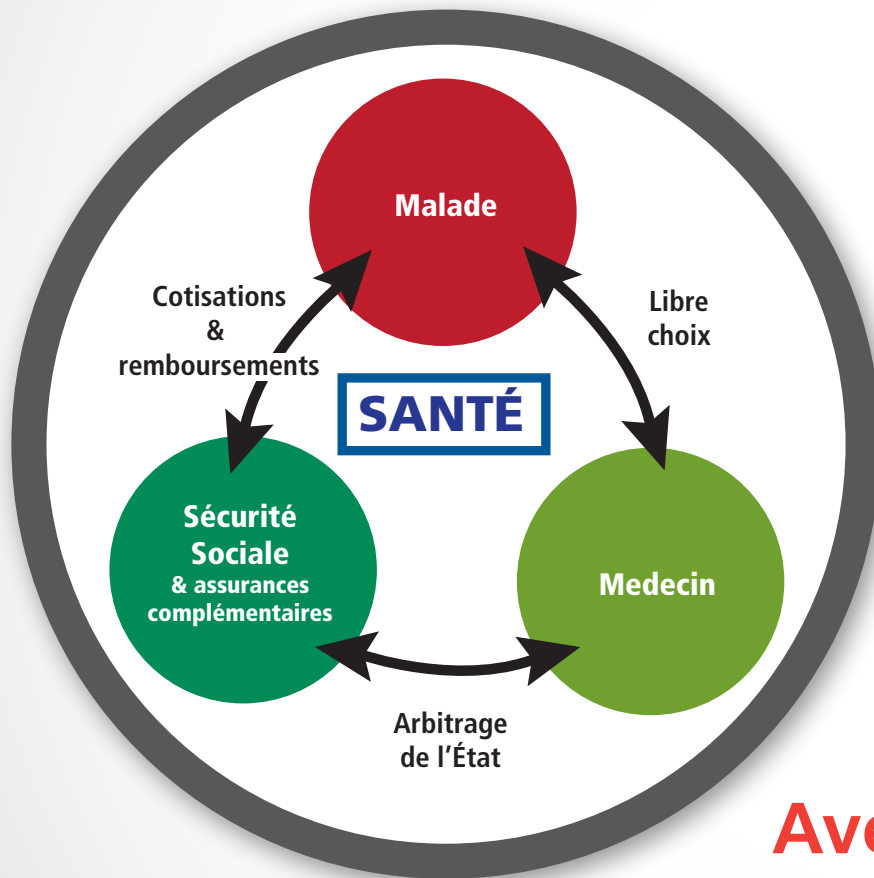 Malade
Cotisations
&
remboursements
Libre
choix
SANTÉ
Sécurité
Sociale
& assurances
complémentaires
Medecin
Arbitrage
de l'État
Ave